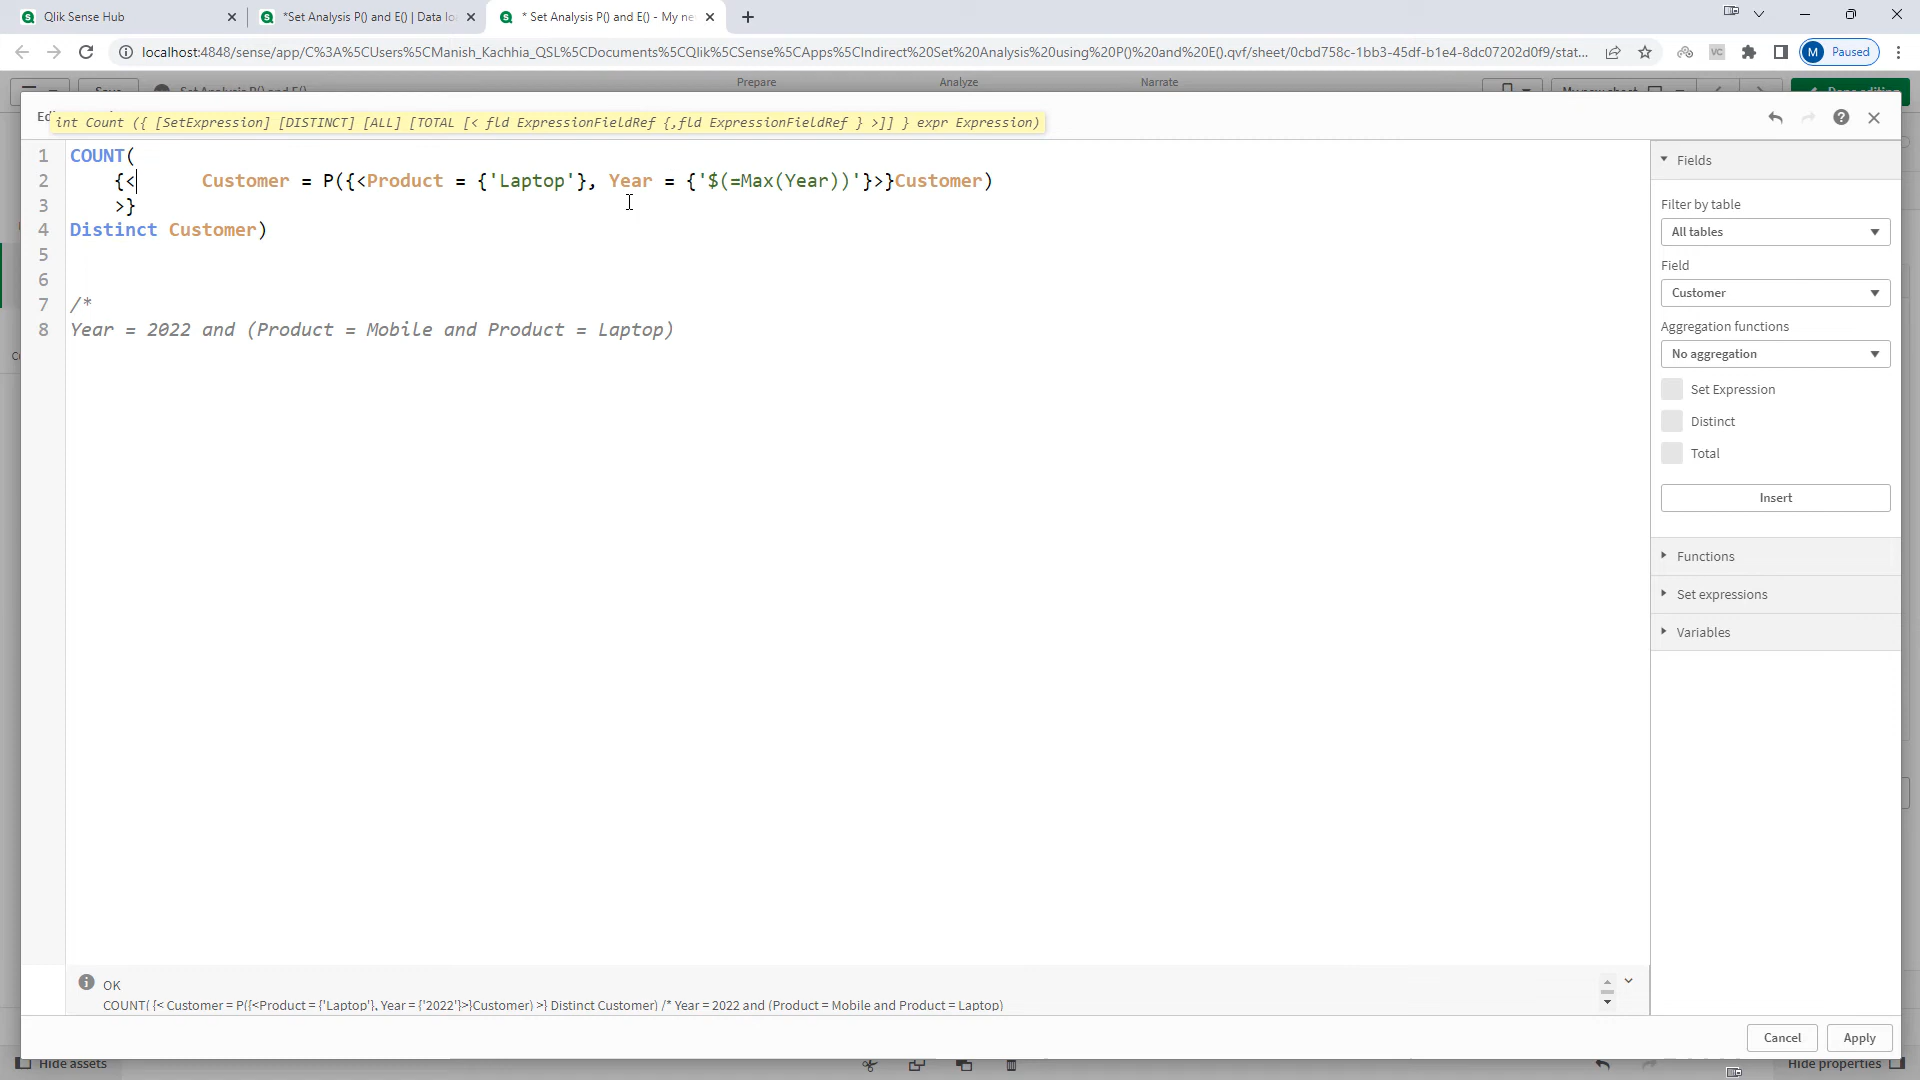 Qlik Sense Hub
*Set Analysis P() and E() | Data lo
* Set Analysis P() and E() - My ne
localhost:4848/sense/app/C%3A%5CUsers%5CManish_Kachhia_QSL%5CDocuments%5CQlik%5CSense%5CApps%5CIndirect%20Set%20Analysis%20using%20P()%20and%20E().qvf/sheet/0cbd758c-1bb3-45df-b1e4-8dc07202d0f9/stat...
VC
M Paused
Prepare
Analyze
Narrate
int Count ({ [SetExpression] [DISTINCT] [ALL] [TOTAL [< fld ExpressionFieldRef {,fld ExpressionFieldRef } >]] } expr Expression)
1 COUNT(
2 {< Customer = P({<Product = {'Laptop'}, Year = {'$(=Max(Year))'}>}Customer)
3 >}
4 Distinct Customer)
5
6
7 /*
8 Year = 2022 and (Product = Mobile and Product = Laptop)
Fields
Filter by table
All tables
Field
Customer
Aggregation functions
No aggregation
Set Expression
Distinct
Total
Insert
Functions
Set expressions
Variables
OK
COUNT( {< Customer = P({<Product = {'Laptop'}, Year = {'2022'}>}Customer) >} Distinct Customer) /* Year = 2022 and (Product = Mobile and Product = Laptop)
Cancel
Apply
Hide assets
Hide properties